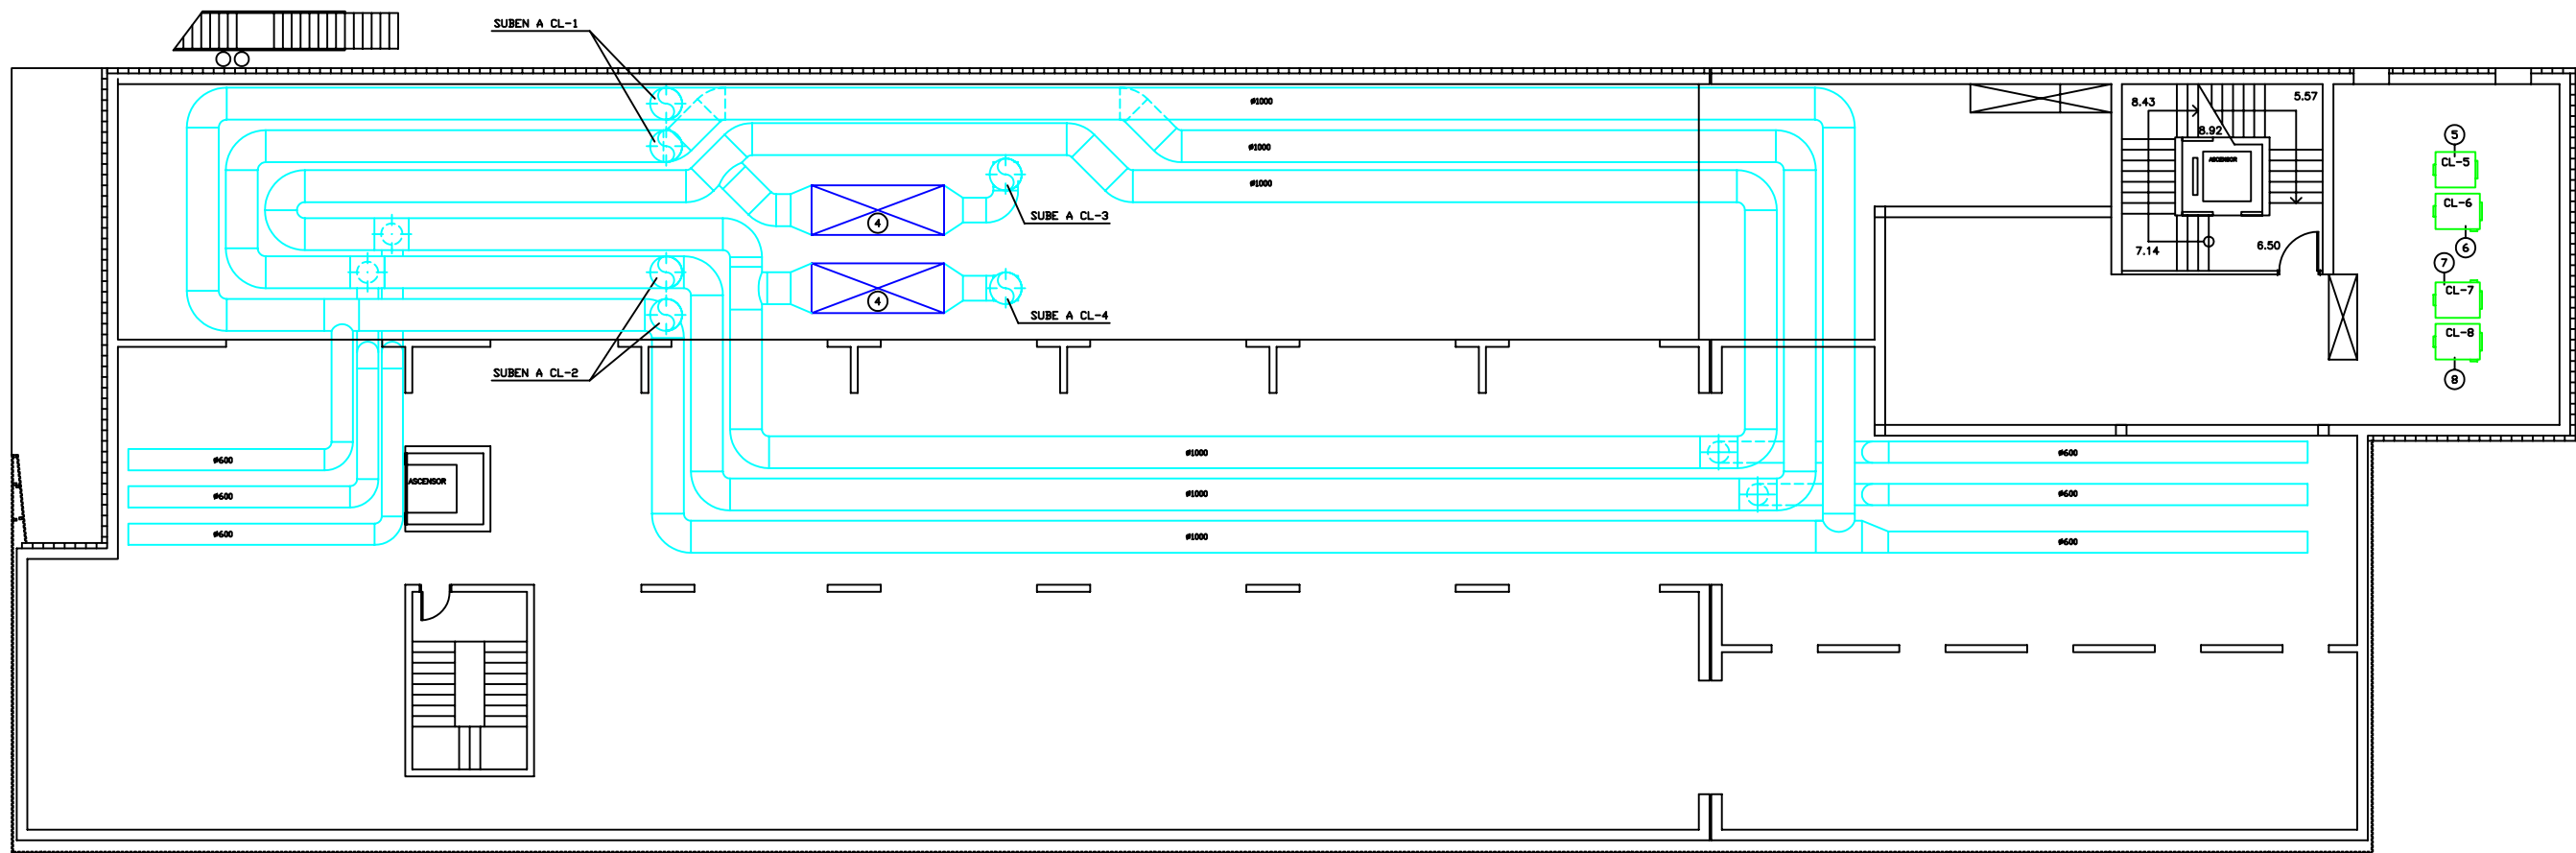 SUBEN A CL-1
ø1000
ø1000
ø1000
8.43
5.57
8.92
ASCENSOR
7.14
6.50
5
CL-5
CL-6
6
7
CL-7
CL-8
8
4
SUBE A CL-3
4
SUBE A CL-4
SUBEN A CL-2
ø600
ø600
ø600
ASCENSOR
ø1000
ø1000
ø1000
ø600
ø600
ø600